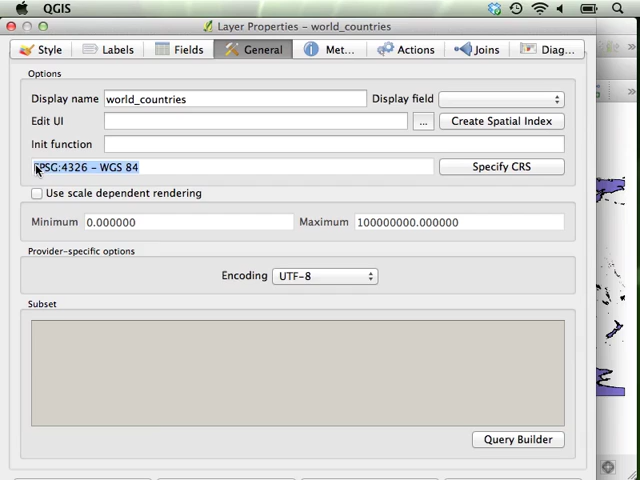 QGIS
Layer Properties - world_countries
Style Labels Fields General Met... Actions Joins Diag...
Options
Display name world_countries Display field
Edit UI ... Create Spatial Index
Init function
EPSG:4326 - WGS 84 Specify CRS
Use scale dependent rendering
Minimum 0.000000 Maximum 100000000.000000
Provider-specific options
Encoding UTF-8
Subset
Query Builder